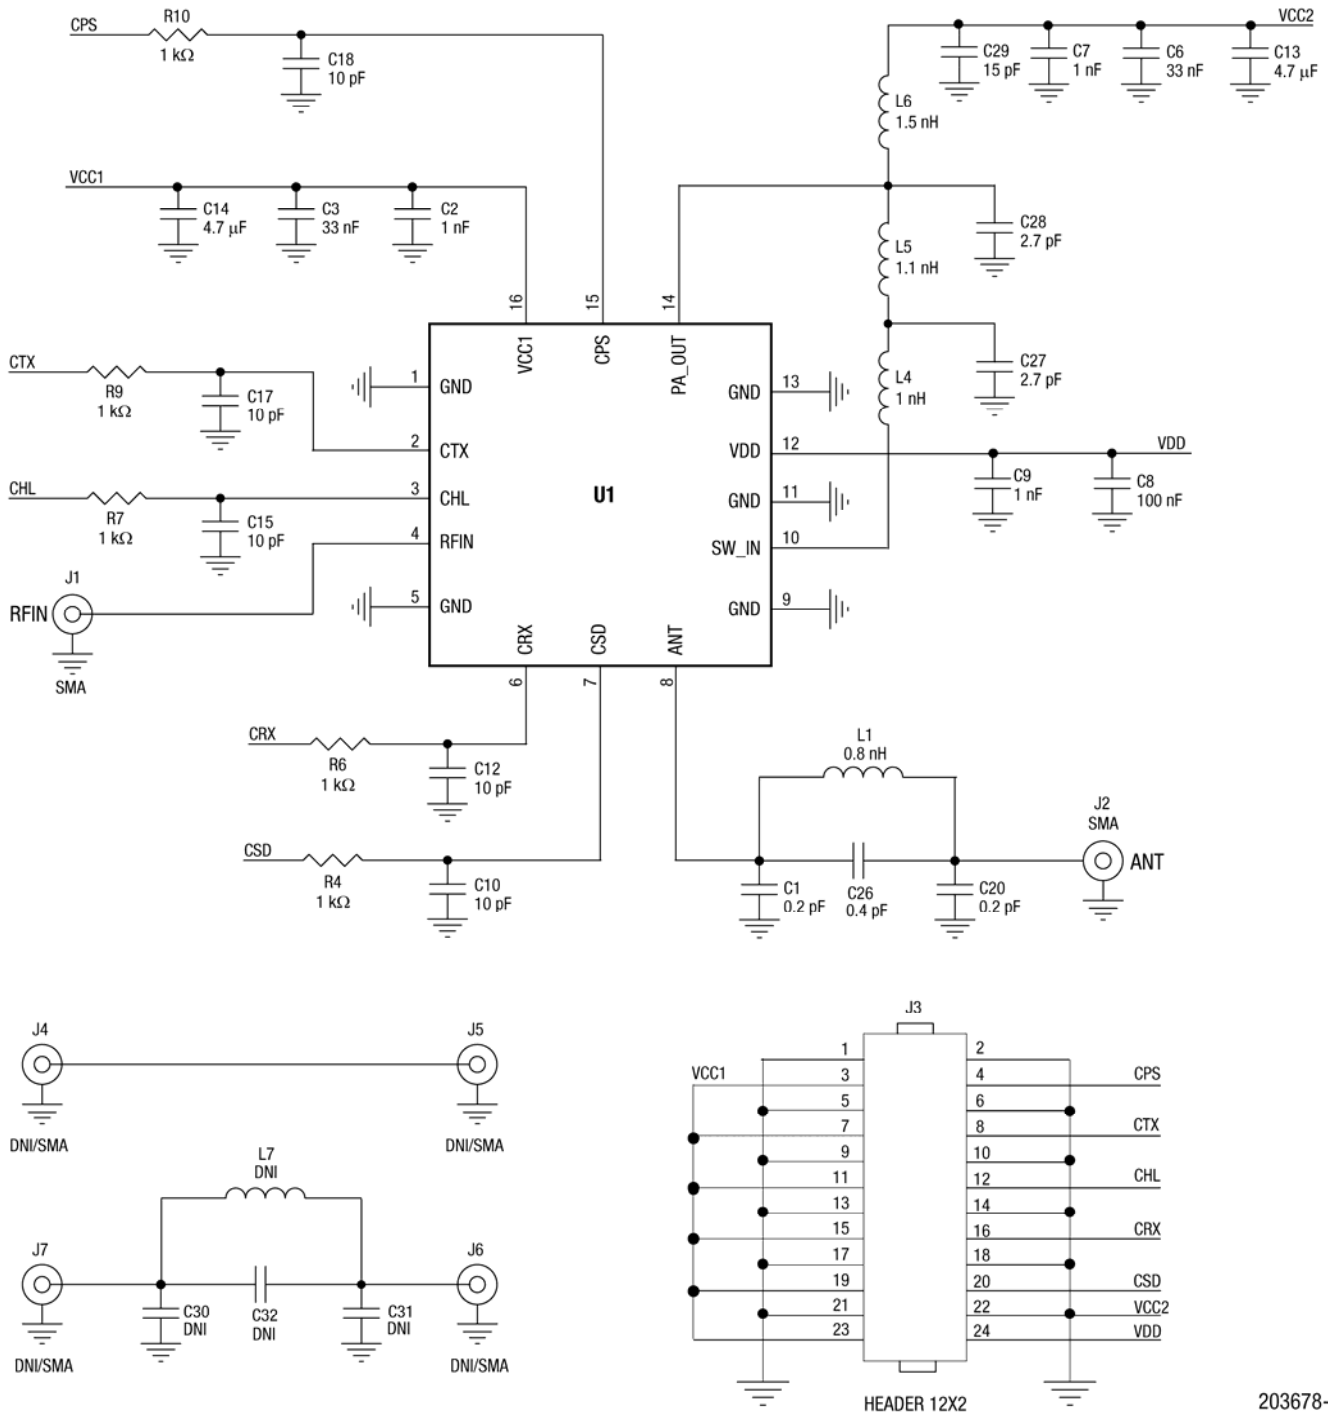 CPS
R10
1 kΩ
C18
10 pF
VCC2
C29
15 pF
C7
1 nF
C6
33 nF
C13
4.7 µF
L6
1.5 nH
VCC1
C14
4.7 µF
C3
33 nF
C2
1 nF
C28
2.7 pF
L5
1.1 nH
C27
2.7 pF
L4
1 nH
16
15
14
VCC1
CPS
PA_OUT
CTX
R9
1 kΩ
C17
10 pF
1
GND
2
CTX
CHL
R7
1 kΩ
C15
10 pF
3
CHL
4
RFIN
5
GND
U1
GND
13
VDD
12
VDD
C9
1 nF
C8
100 nF
GND
11
SW_IN
10
GND
9
J1
RFIN
SMA
CRX
CSD
ANT
6
7
8
CRX
R6
1 kΩ
C12
10 pF
CSD
R4
1 kΩ
C10
10 pF
L1
0.8 nH
C1
0.2 pF
C26
0.4 pF
C20
0.2 pF
J2
SMA
ANT
J4
DNI/SMA
J5
DNI/SMA
L7
DNI
J7
DNI/SMA
C30
DNI
C32
DNI
C31
DNI
J6
DNI/SMA
J3
1 2
VCC1 3 4 CPS
5 6
7 8 CTX
9 10
11 12 CHL
13 14
15 16 CRX
17 18
19 20 CSD
21 22 VCC2
23 24 VDD
HEADER 12X2
203678-